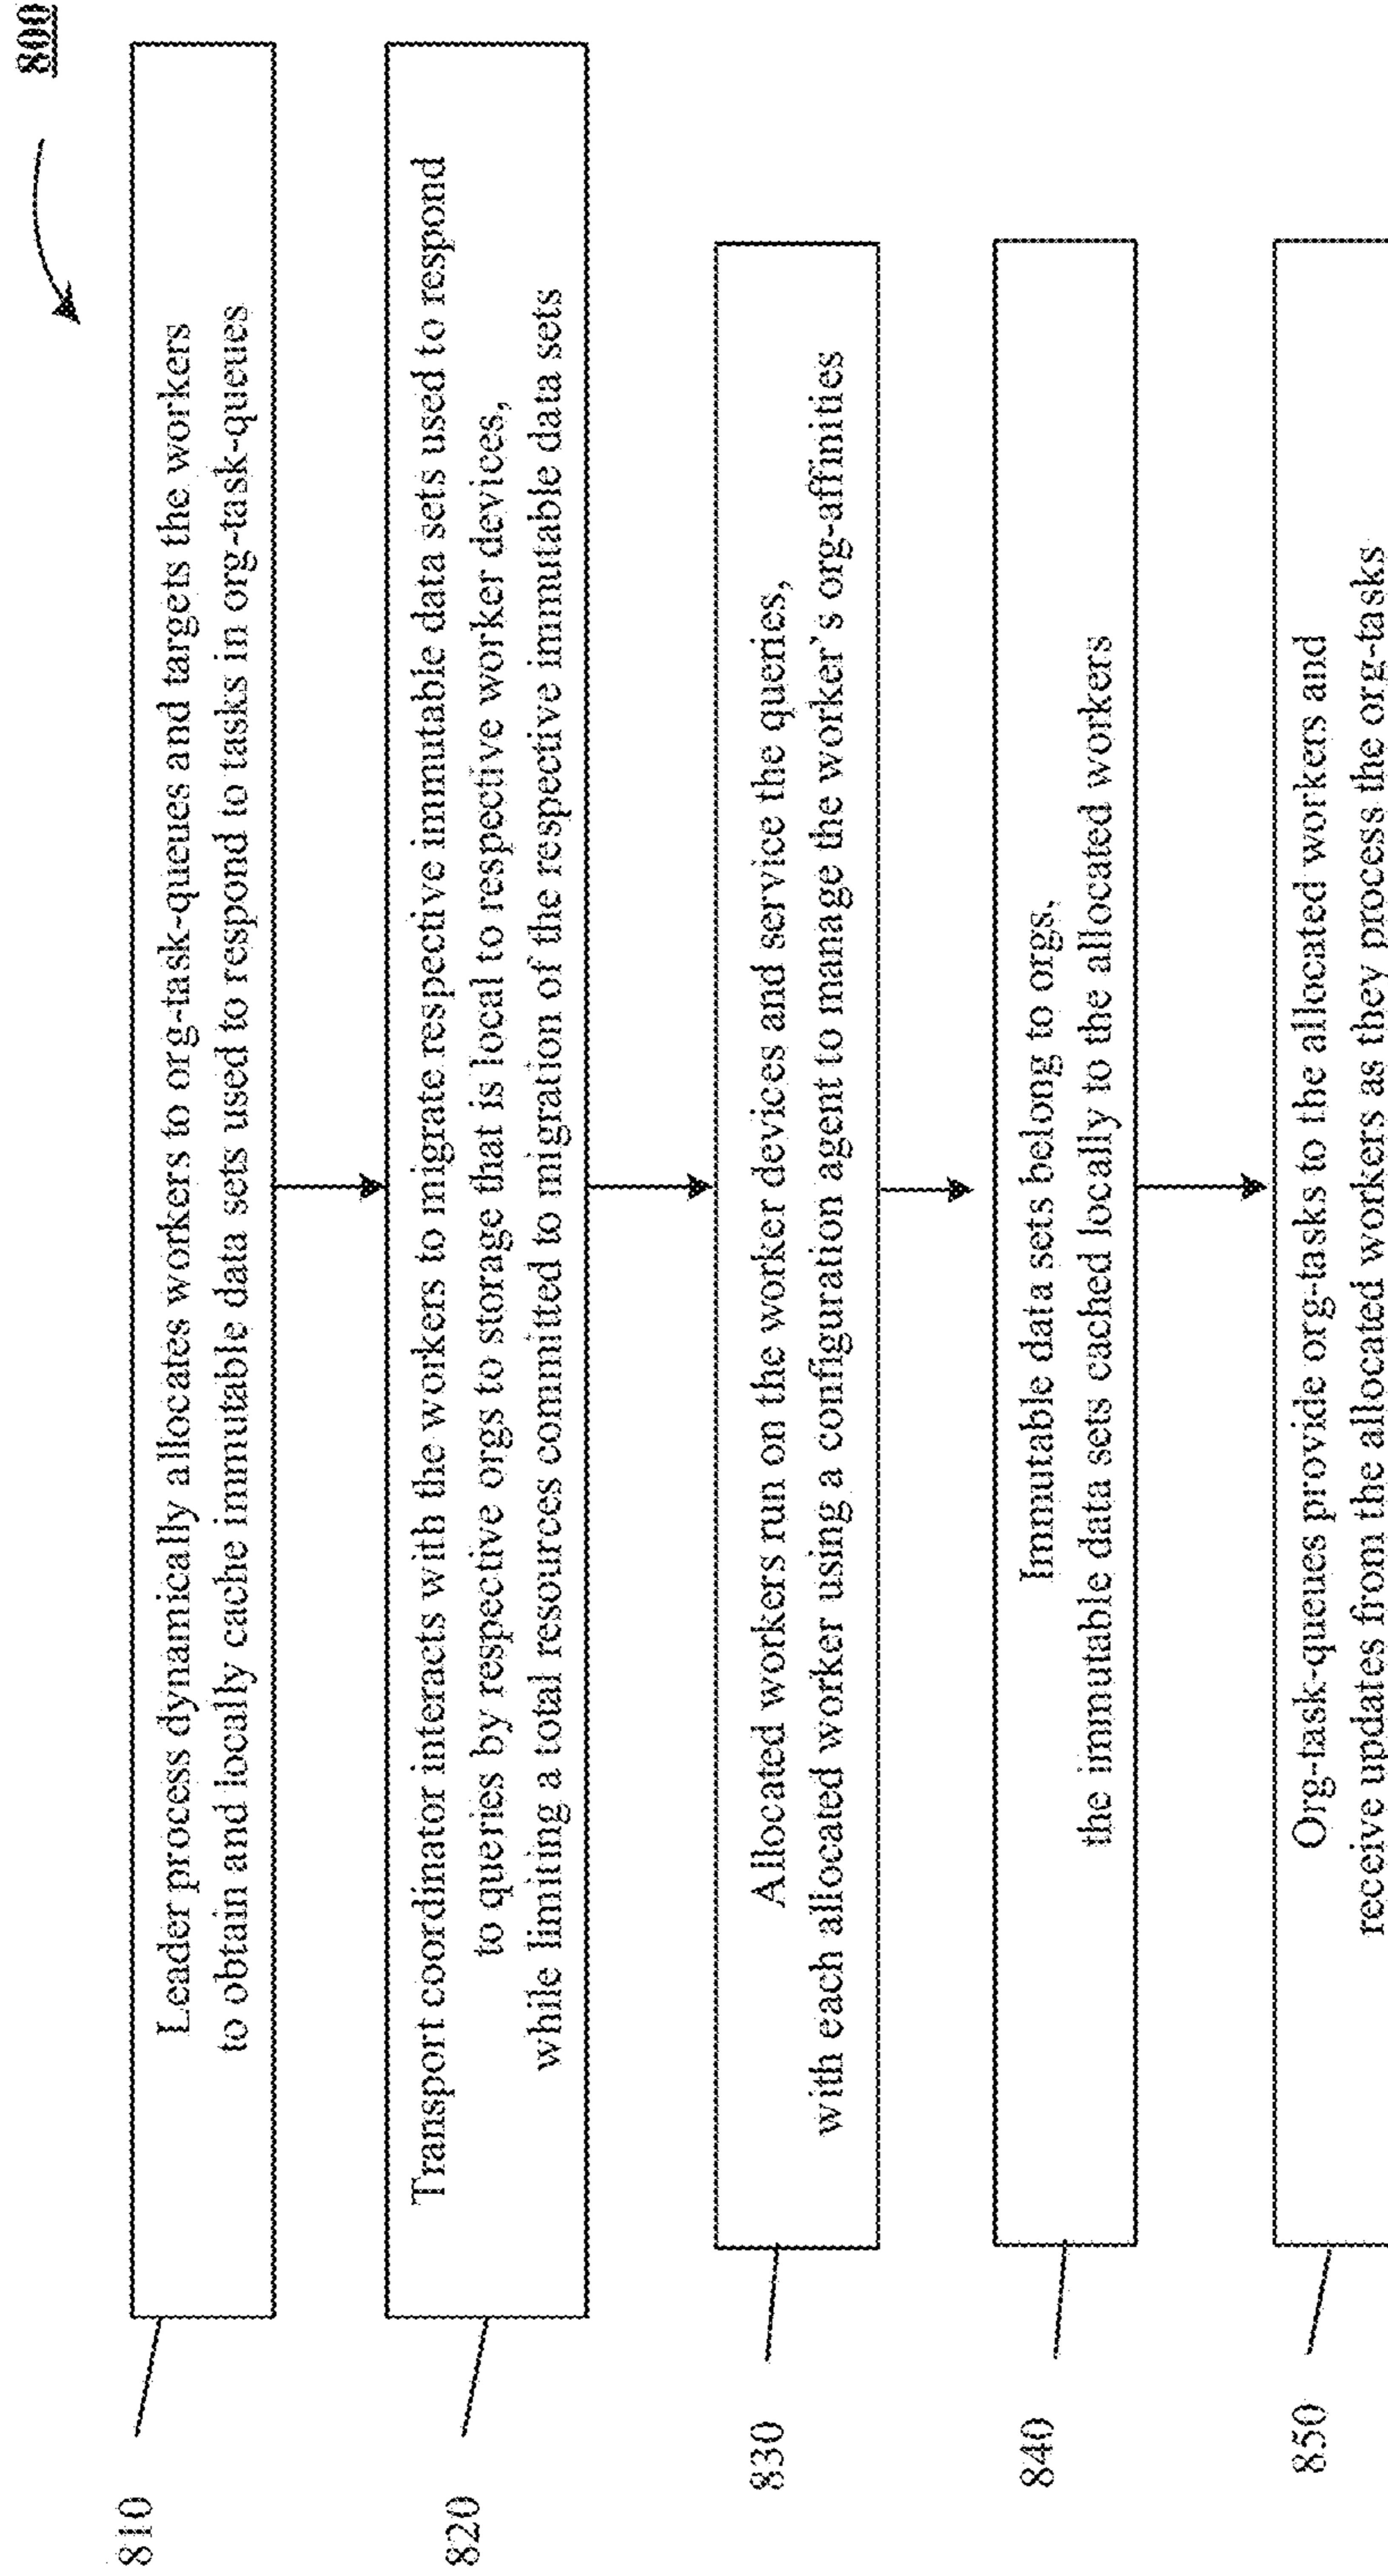 800
810
Leader process dynamically allocates workers to org-task-queues and targets the workers
to obtain and locally cache immutable data sets used to respond to tasks in org-task-queues
820
Transport coordinator interacts with the workers to migrate respective immutable data sets used to respond
to queries by respective orgs to storage that is local to respective worker devices,
while limiting a total resources committed to migration of the respective immutable data sets
830
Allocated workers run on the worker devices and service the queries,
with each allocated worker using a configuration agent to manage the worker's org-affinities
840
Immutable data sets belong to orgs,
the immutable data sets cached locally to the allocated workers
850
Org-task-queues provide org-tasks to the allocated workers and
receive updates from the allocated workers as they process the org-tasks